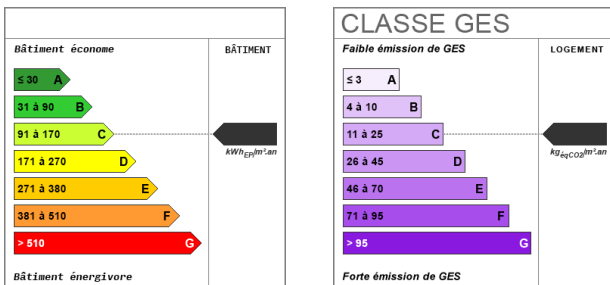 Bâtiment économe
BÂTIMENT
≤ 30 A
31 à 90 B
91 à 170 C
171 à 270 D
271 à 380 E
381 à 510 F
> 510 G
kWhEP/m².an
Bâtiment énergivore
CLASSE GES
Faible émission de GES
LOGEMENT
≤ 3 A
4 à 10 B
11 à 25 C
26 à 45 D
46 à 70 E
71 à 95 F
> 95 G
kgéqCO2/m².an
Forte émission de GES